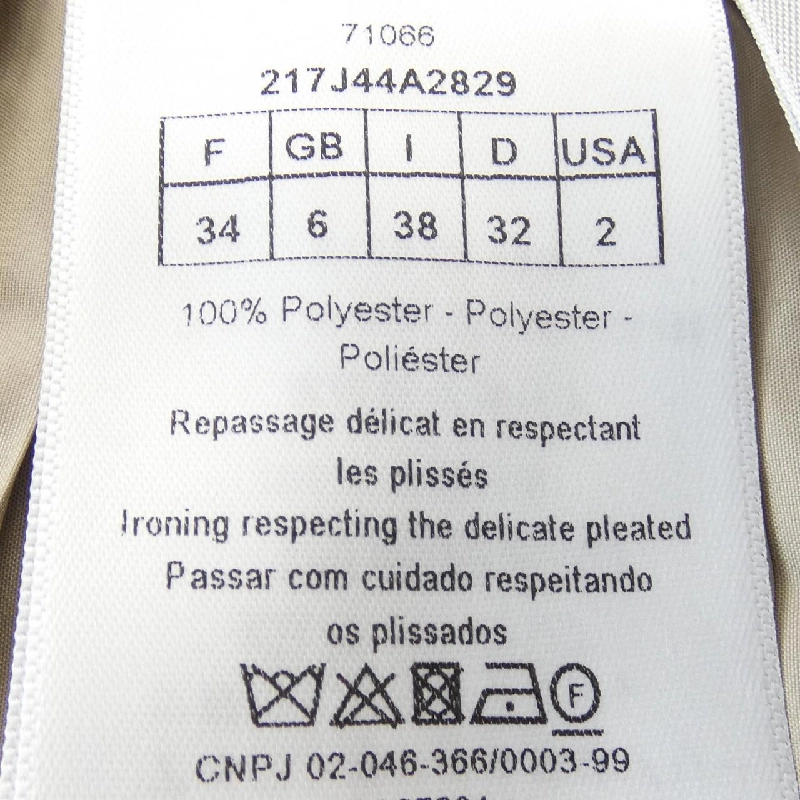 71066
217J44A2829
F GB I D USA
34 6 38 32 2
100% Polyester - Polyester -
Poliéster
Repassage délicat en respectant
les plissés
Ironing respecting the delicate pleated
Passar com cuidado respeitando
os plissados
F
CNPJ 02-046-366/0003-99